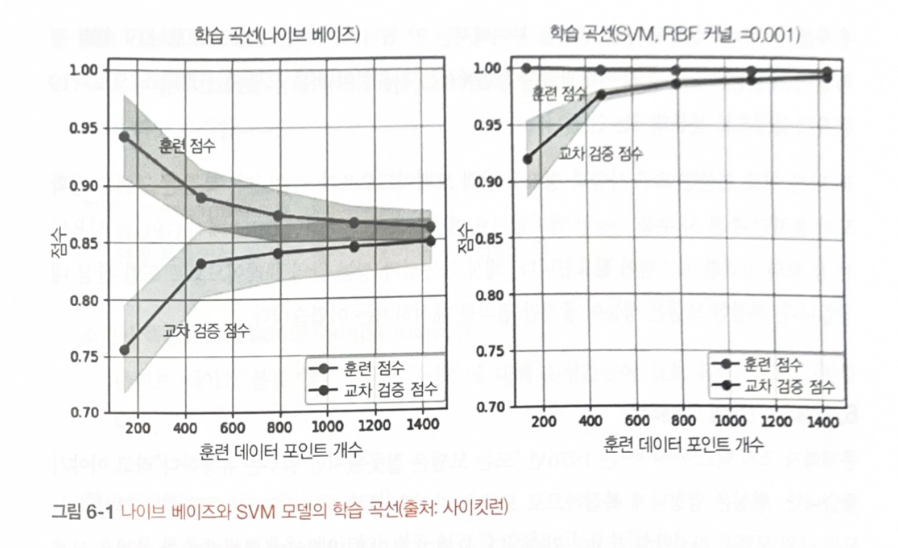 학습 곡선(나이브 베이즈)
1.00
0.95
0.90
0.85
0.80
0.75
0.70
점수
훈련 점수
교차 검증 점수
훈련 점수
교차 검증 점수
200 400 600 800 1000 1200 1400
훈련 데이터 포인트 개수
학습 곡선(SVM, RBF 커널, =0.001)
1.00
0.95
0.90
0.85
0.80
0.75
0.70
점수
훈련 점수
교차 검증 점수
훈련 점수
교차 검증 점수
200 400 600 800 1000 1200 1400
훈련 데이터 포인트 개수
그림 6-1 나이브 베이즈와 SVM 모델의 학습 곡선(출처: 사이킷런)